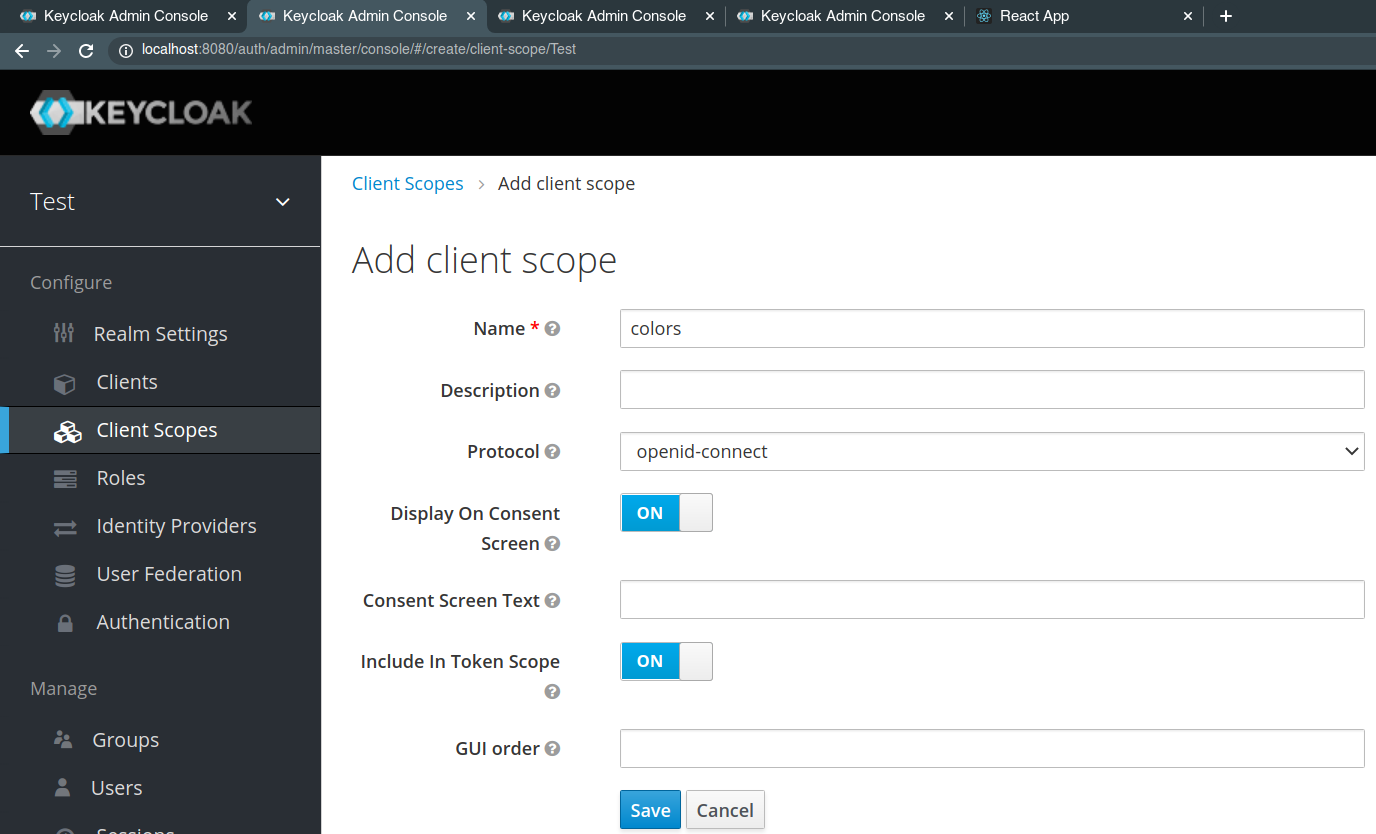 Keycloak Admin Console × Keycloak Admin Console × Keycloak Admin Console × Keycloak Admin Console × React App × +
localhost:8080/auth/admin/master/console/#/create/client-scope/Test
KEYCLOAK
Test
Configure
Realm Settings
Clients
Client Scopes
Roles
Identity Providers
User Federation
Authentication
Manage
Groups
Users
Sessions
Client Scopes > Add client scope
Add client scope
Name * colors
Description
Protocol openid-connect
Display On Consent ON
Screen
Consent Screen Text
Include In Token Scope ON
GUI order
Save Cancel